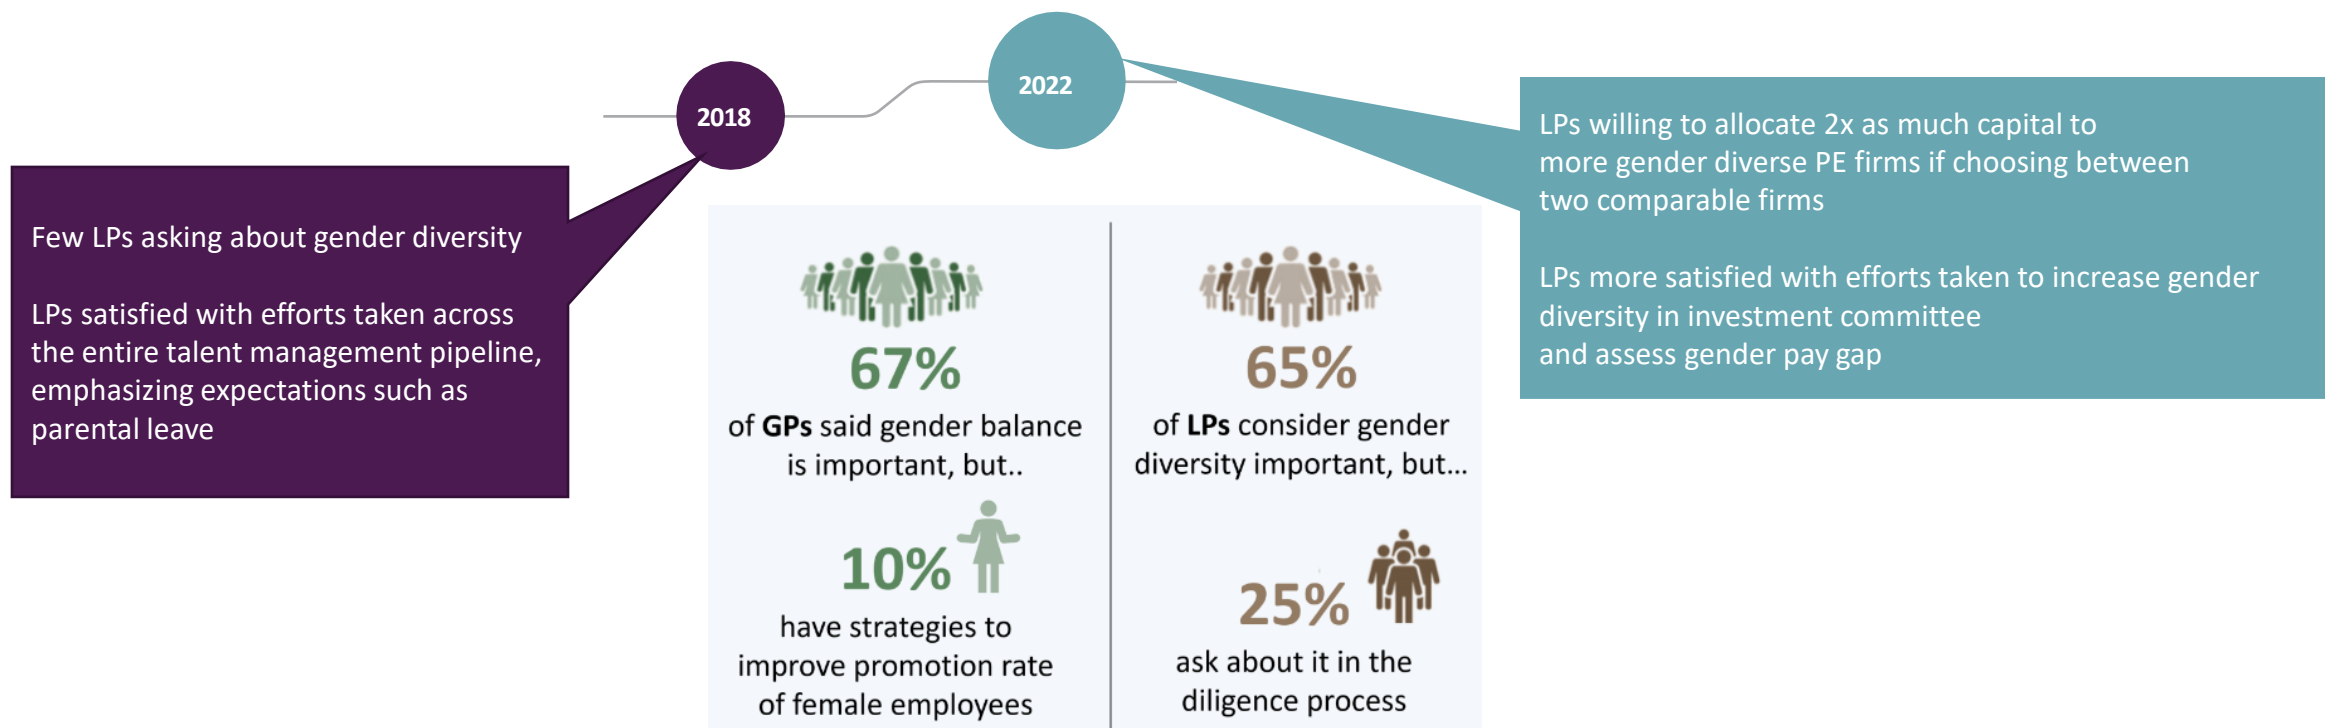 2018
2022
Few LPs asking about gender diversity
LPs satisfied with efforts taken across
the entire talent management pipeline,
emphasizing expectations such as
parental leave
LPs willing to allocate 2x as much capital to
more gender diverse PE firms if choosing between
two comparable firms
LPs more satisfied with efforts taken to increase gender
diversity in investment committee
and assess gender pay gap
67%
of GPs said gender balance
is important, but..
10%
have strategies to
improve promotion rate
of female employees
65%
of LPs consider gender
diversity important, but...
25%
ask about it in the
diligence process